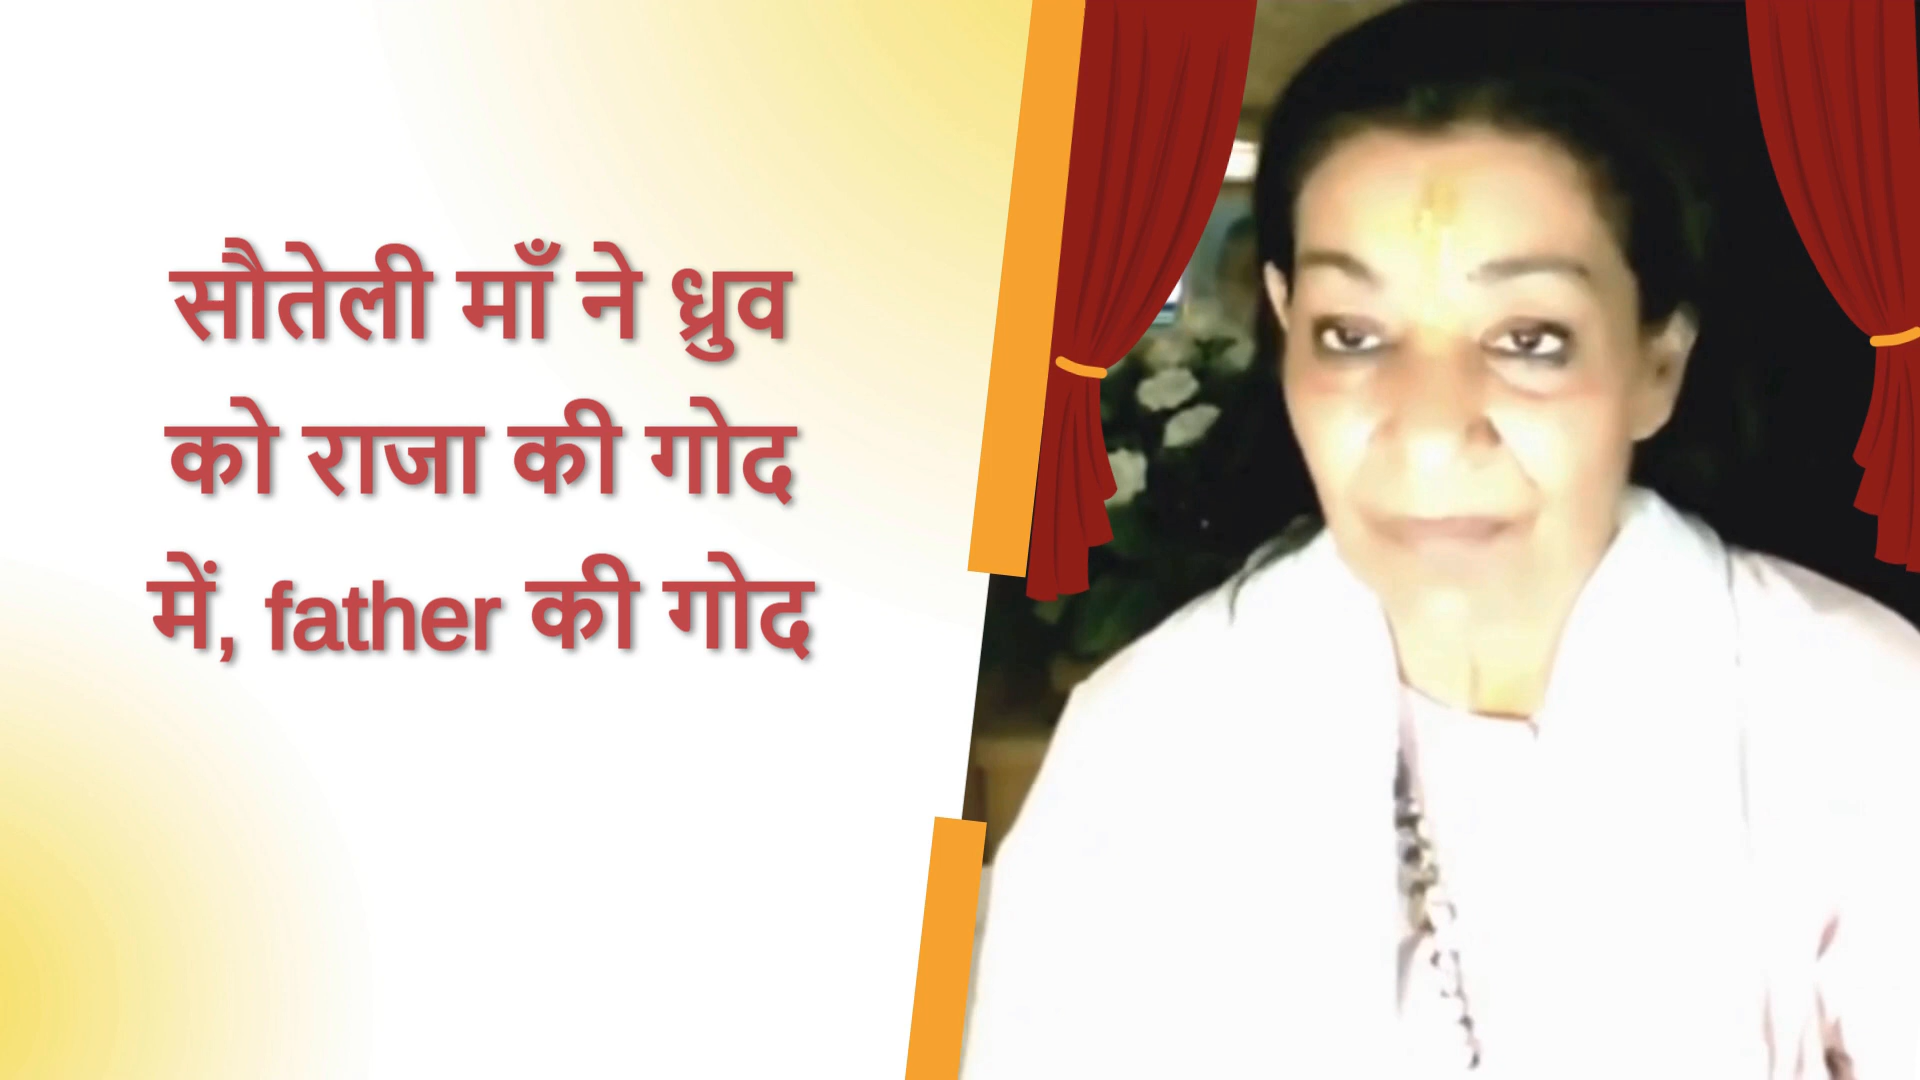 सौतेली माँ ने ध्रुव
को राजा की गोद
में, father की गोद